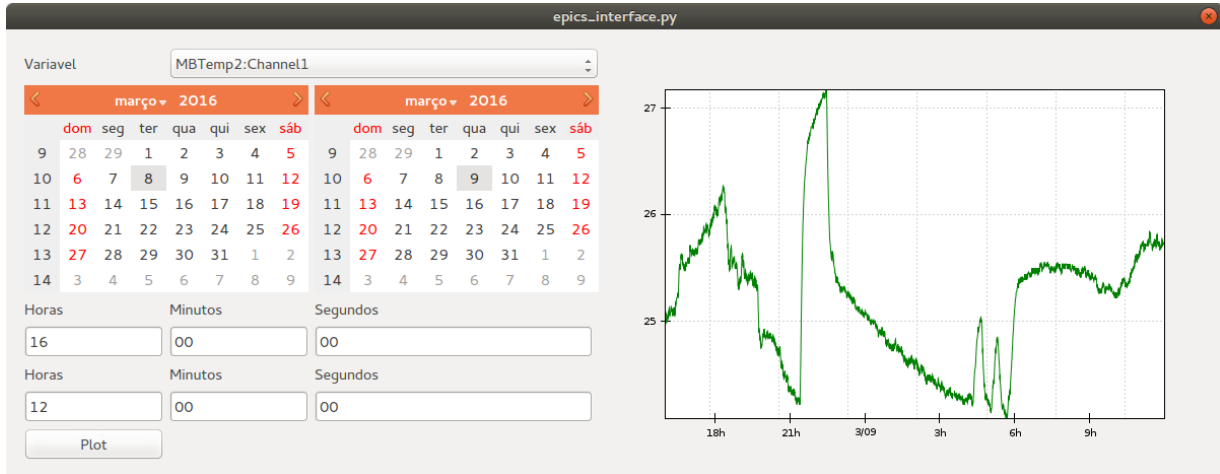 epics_interface.py
Variavel MBTemp2:Channel1
março 2016 março 2016
dom seg ter qua qui sex sáb dom seg ter qua qui sex sáb
9 28 29 1 2 3 4 5 9 28 29 1 2 3 4 5
10 6 7 8 9 10 11 12 10 6 7 8 9 10 11 12
11 13 14 15 16 17 18 19 11 13 14 15 16 17 18 19
12 20 21 22 23 24 25 26 12 20 21 22 23 24 25 26
13 27 28 29 30 31 1 2 13 27 28 29 30 31 1 2
14 3 4 5 6 7 8 9 14 3 4 5 6 7 8 9
Horas Minutos Segundos
16 00 00
Horas Minutos Segundos
12 00 00
Plot
27
26
25
18h 21h 3/09 3h 6h 9h